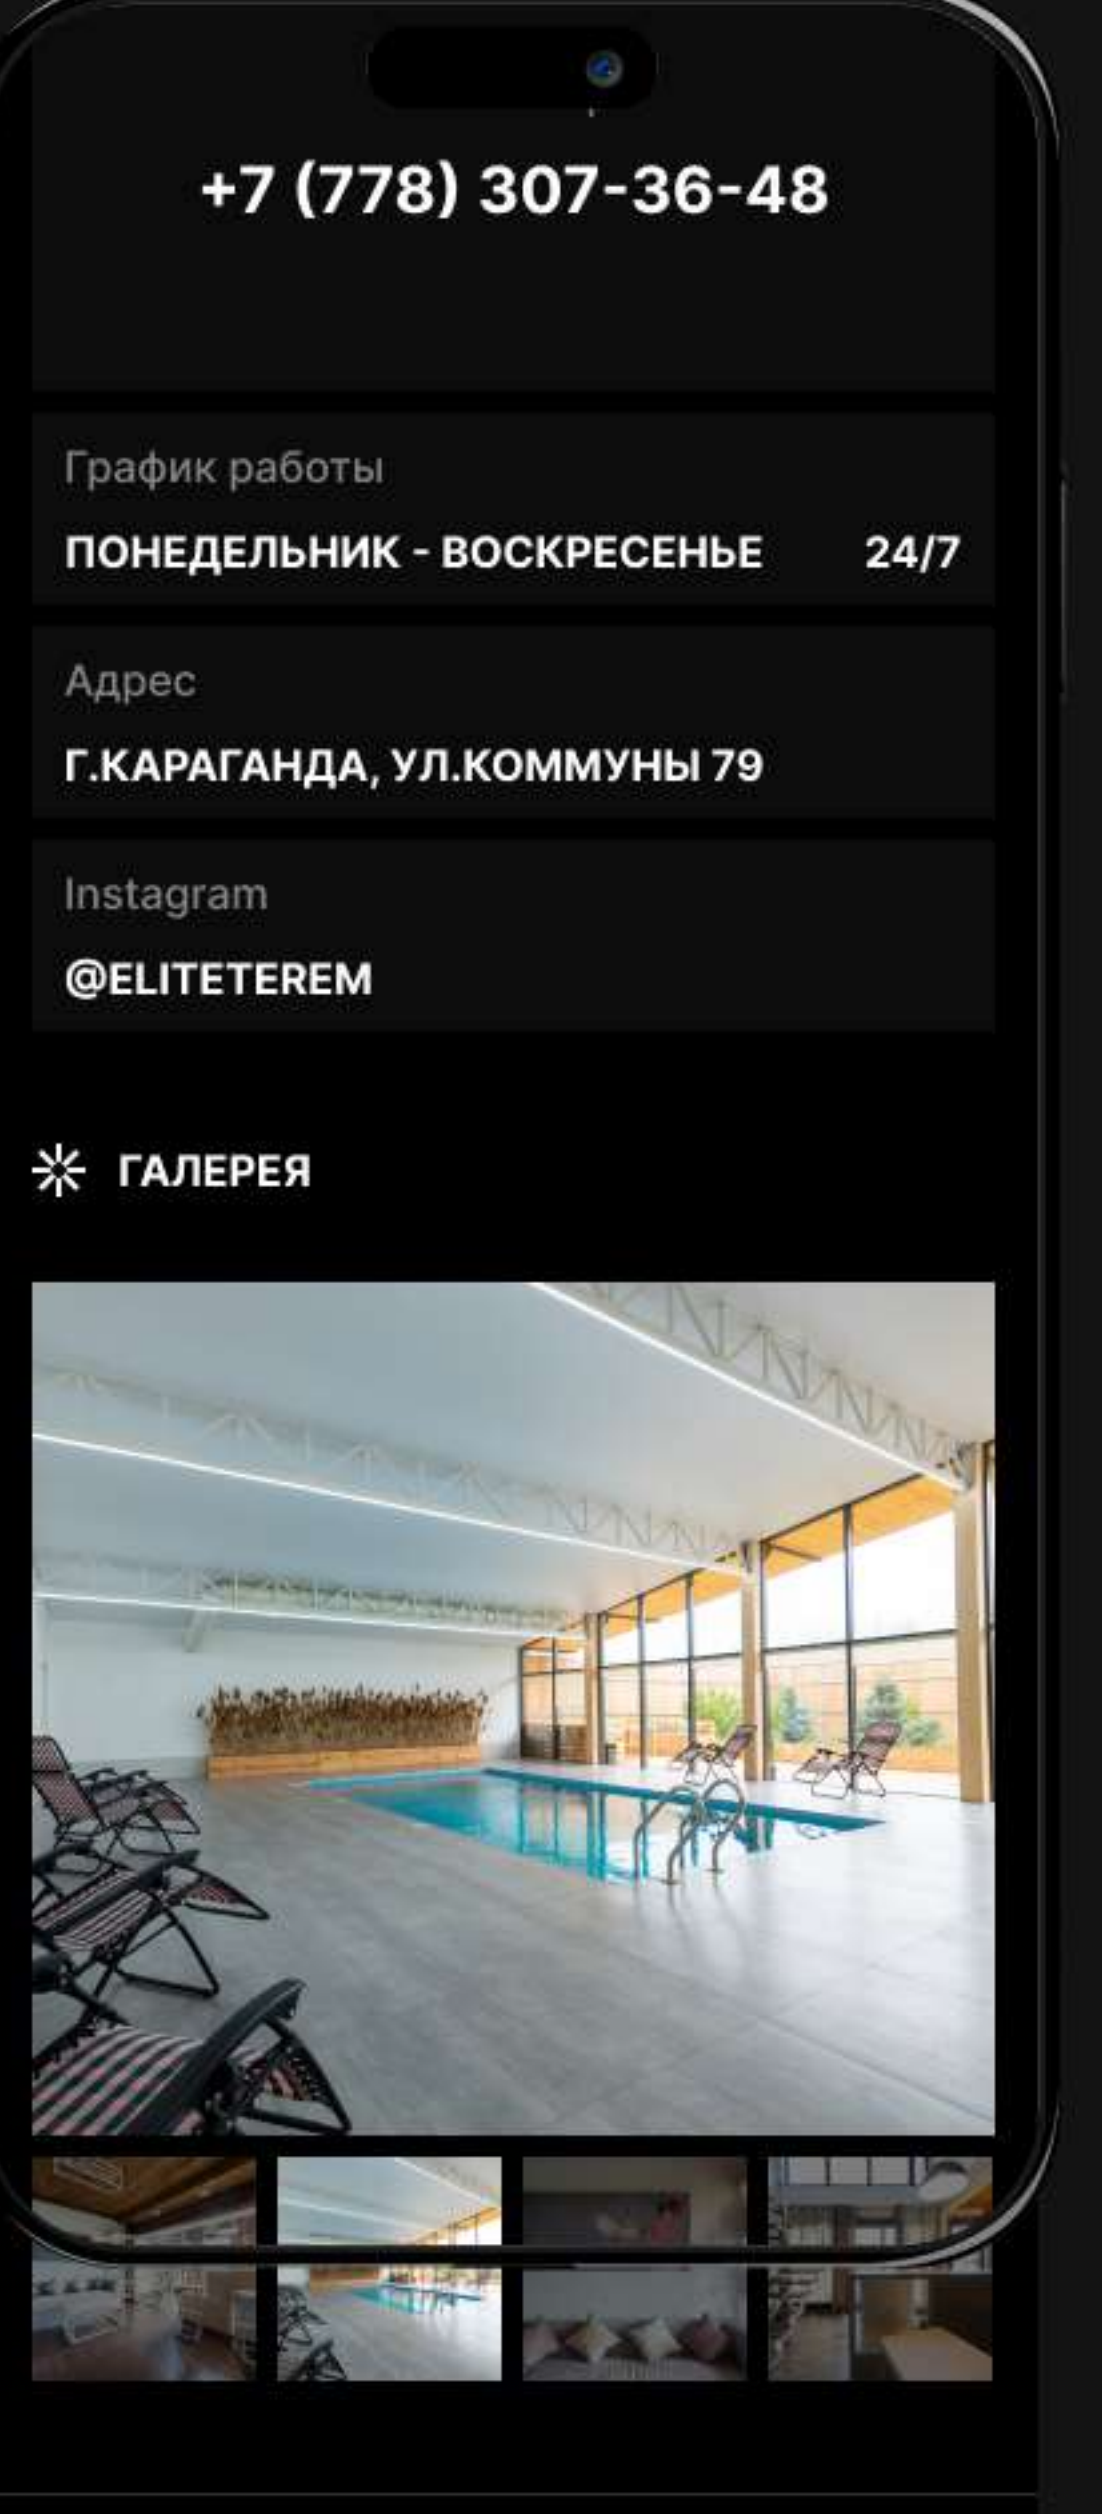 +7 (778) 307-36-48
График работы
ПОНЕДЕЛЬНИК - ВОСКРЕСЕНЬЕ 24/7
Адрес
Г.КАРАГАНДА, УЛ.КОММУНЫ 79
Instagram
@ELITETEREM
ГАЛЕРЕЯ